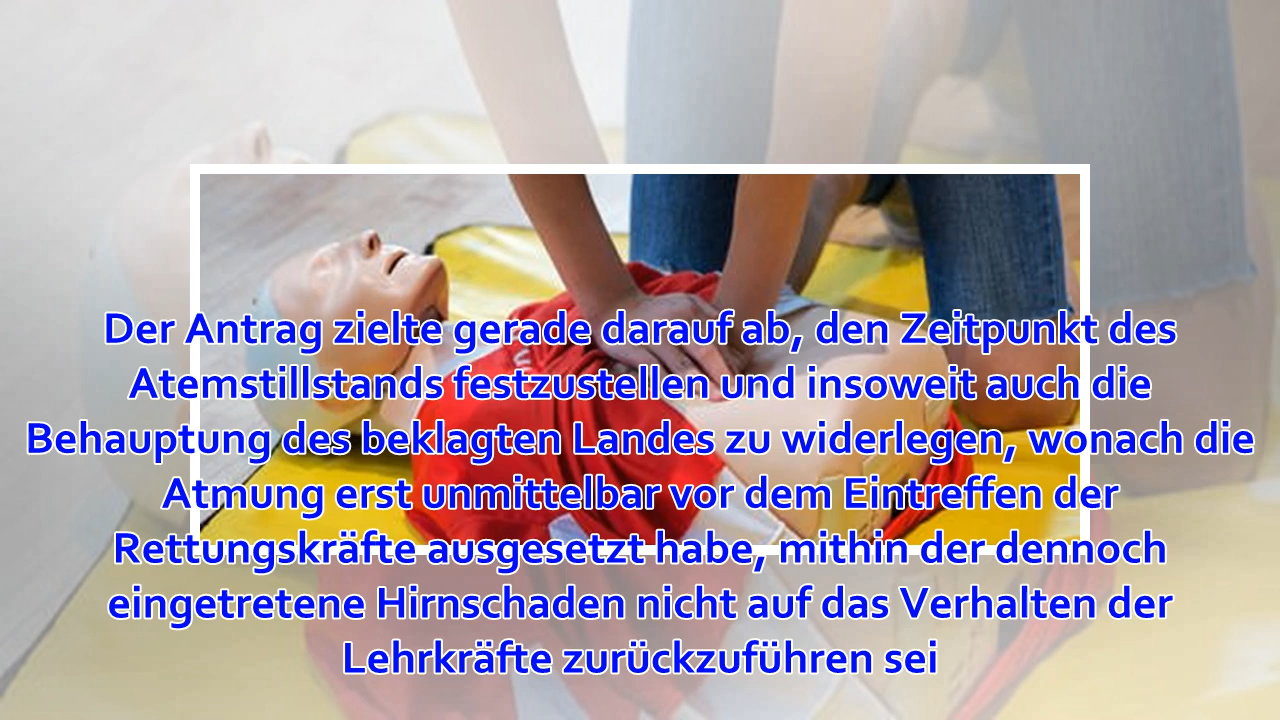 Der Antrag zielte gerade darauf ab, den Zeitpunkt des
Atemstillstands festzustellen und insoweit auch die
Behauptung des beklagten Landes zu widerlegen, wonach die
Atmung erst unmittelbar vor dem Eintreffen der
Rettungskräfte ausgesetzt habe, mithin der dennoch
eingetretene Hirnschaden nicht auf das Verhalten der
Lehrkräfte zurückzuführen sei